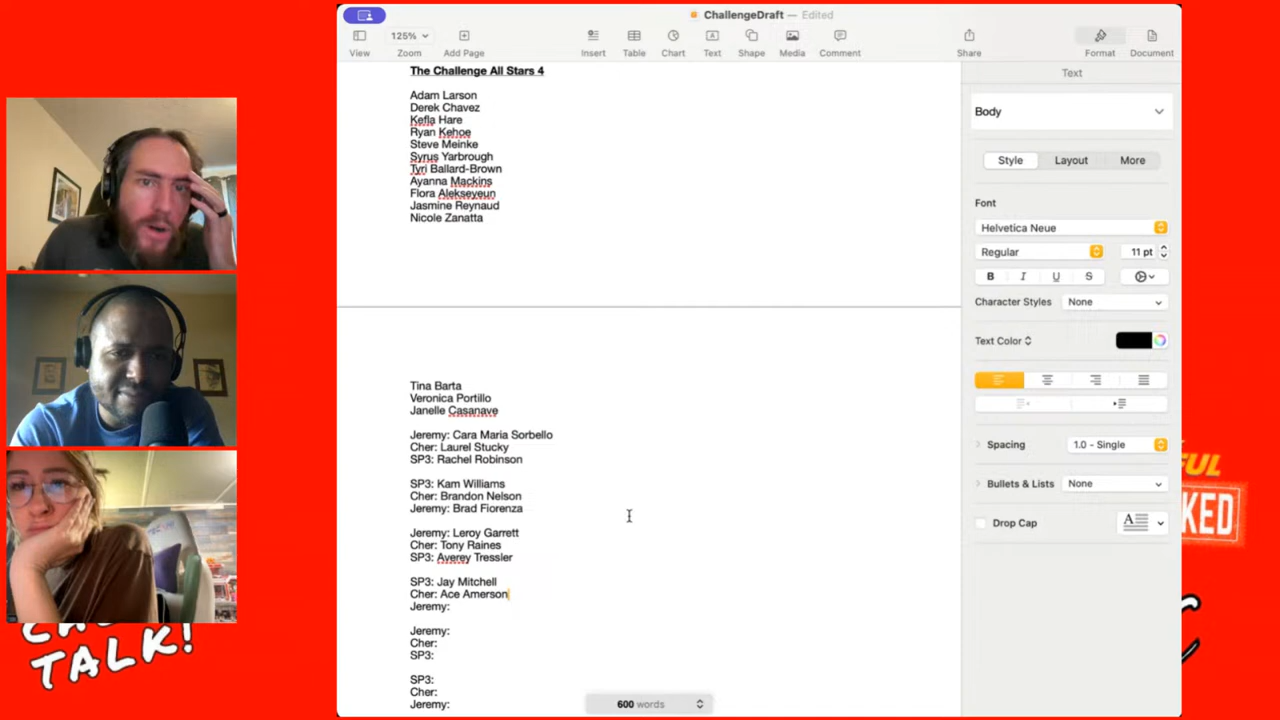 ChallengeDraft — Edited
125%
View
Zoom
Add Page
Insert
Table
Chart
Text
Shape
Media
Comment
Share
Format
Document
The Challenge All Stars 4
Adam Larson
Derek Chavez
Kefla Hare
Ryan Kehoe
Steve Meinke
Syrus Yarbrough
Tyri Ballard-Brown
Ayanna Mackins
Flora Alekseyeun
Jasmine Reynaud
Nicole Zanatta
Tina Barta
Veronica Portillo
Janelle Casanave
Jeremy: Cara Maria Sorbello
Cher: Laurel Stucky
SP3: Rachel Robinson
SP3: Kam Williams
Cher: Brandon Nelson
Jeremy: Brad Fiorenza
Jeremy: Leroy Garrett
Cher: Tony Raines
SP3: Averey Tressler
SP3: Jay Mitchell
Cher: Ace Amerson
Jeremy:
Jeremy:
Cher:
SP3:
SP3:
Cher:
Jeremy:
600 words
Text
Body
Style
Layout
More
Font
Helvetica Neue
Regular
11 pt
B I U S
Character Styles
None
Text Color
Spacing
1.0 - Single
Bullets & Lists
None
Drop Cap
A
TALK!